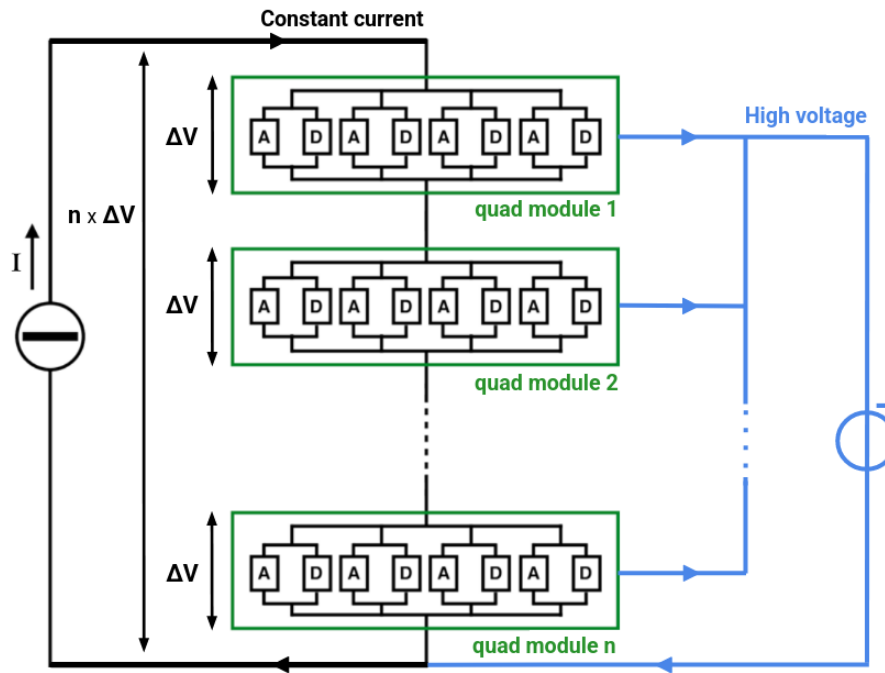 Constant current
ΔV
A D A D A D A D
High voltage
quad module 1
n x ΔV
I
ΔV
A D A D A D A D
quad module 2
ΔV
A D A D A D A D
quad module n